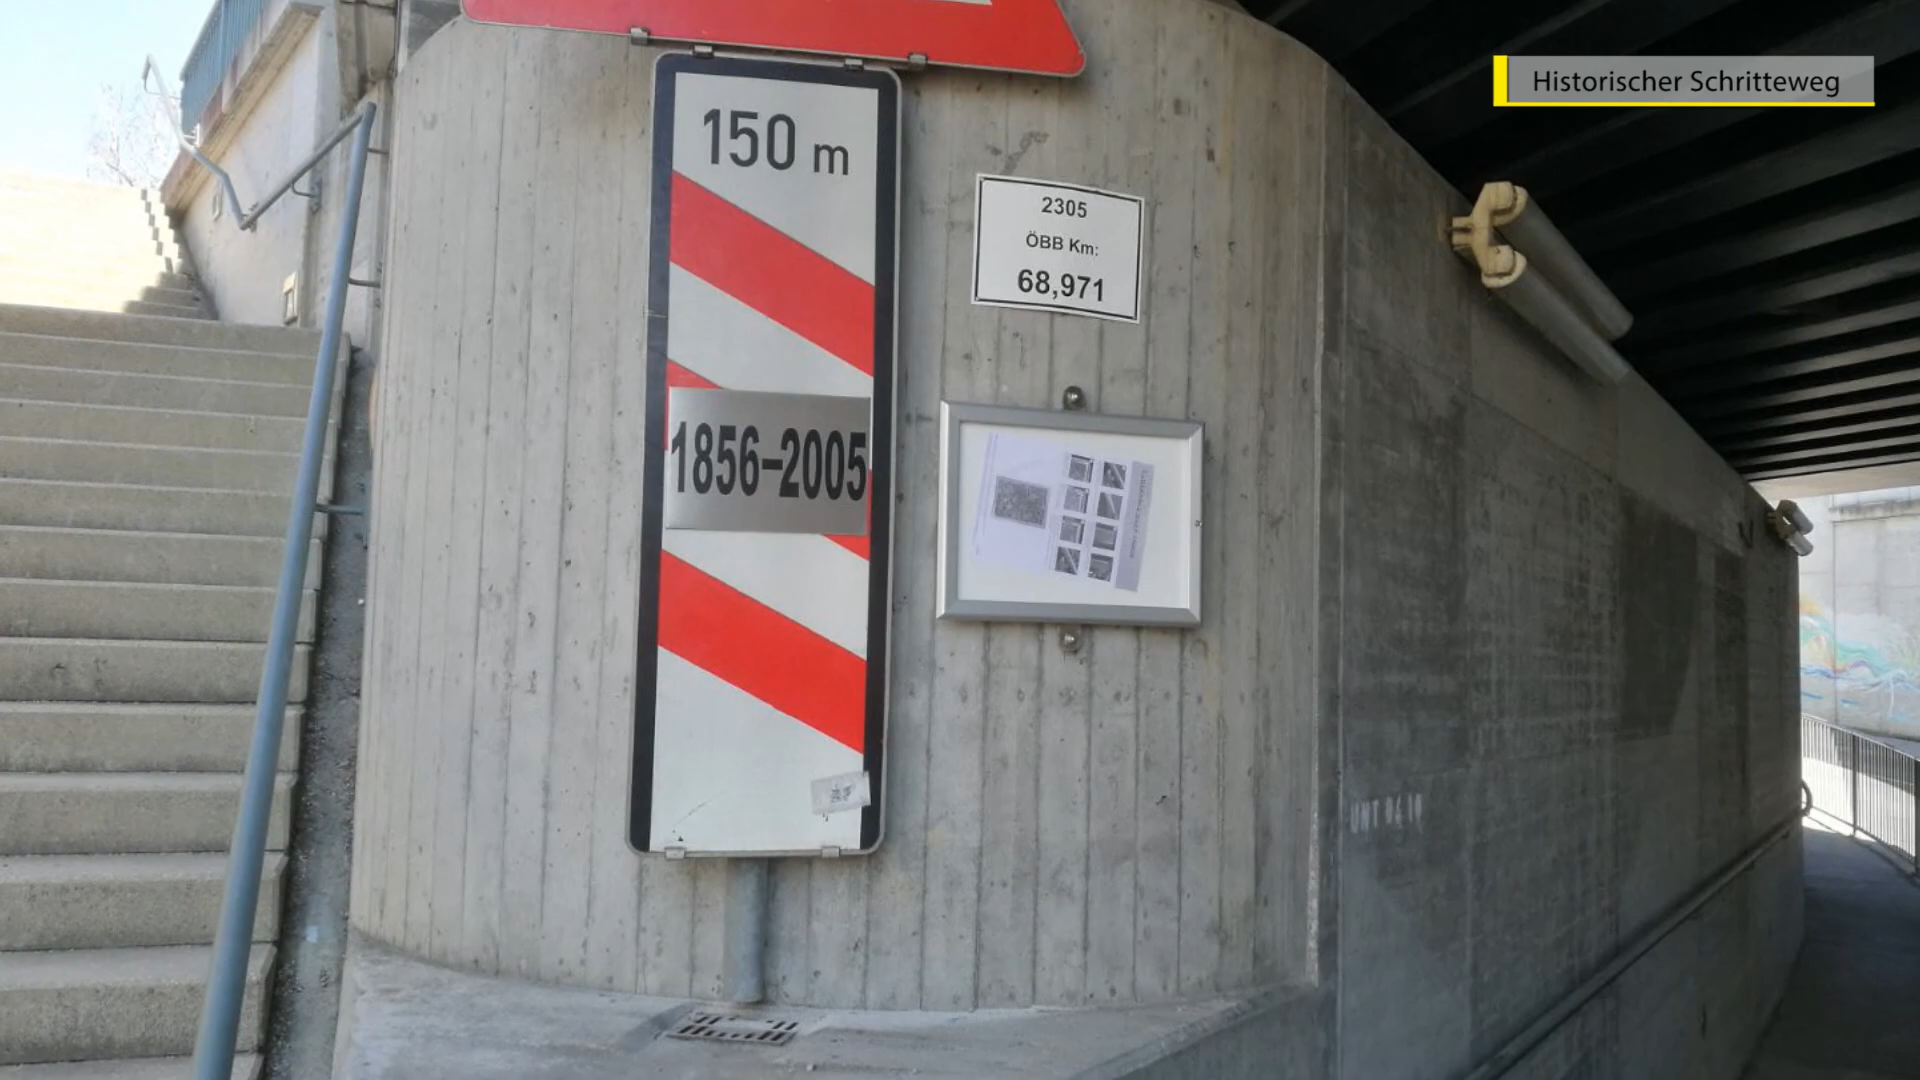 Historischer Schritteweg
150 m
1856–2005
2305
ÖBB Km:
68,971